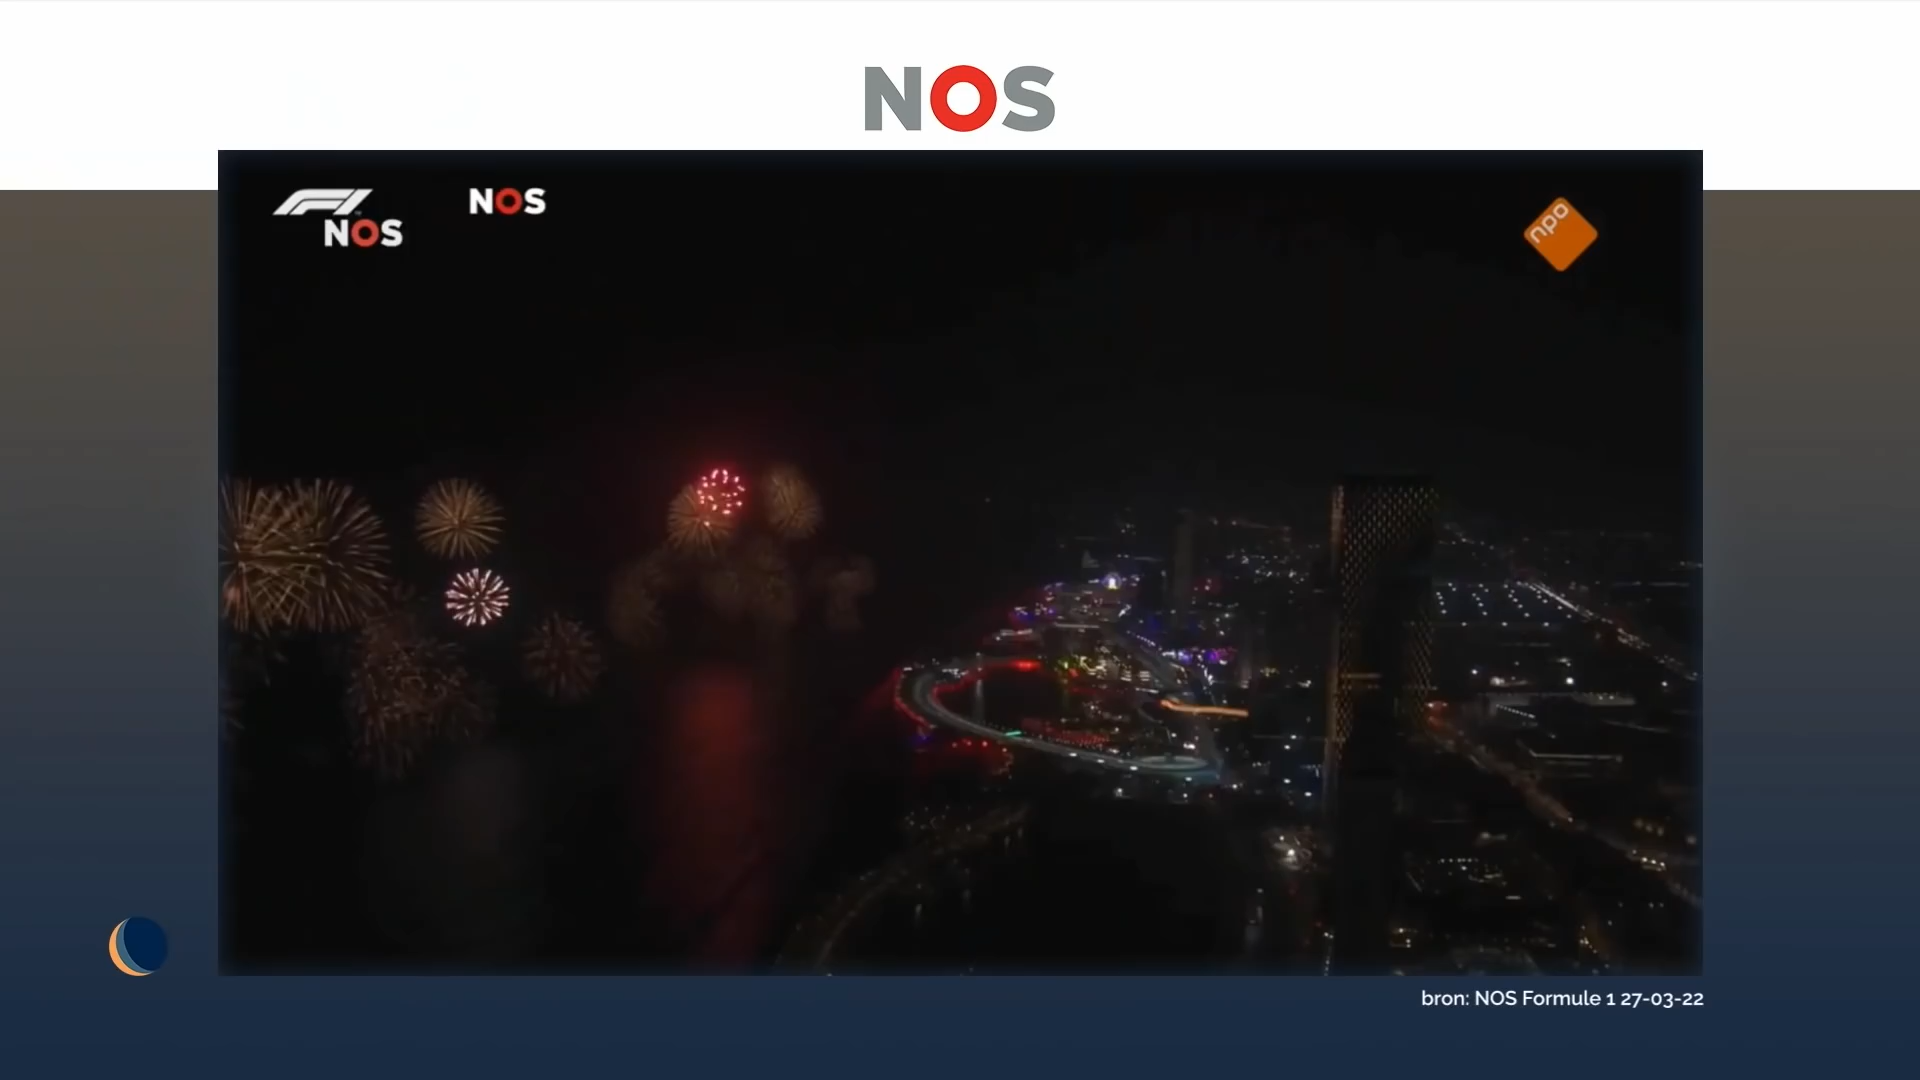 NOS
F1
NOS
NOS
npo
bron: NOS Formule 1 27-03-22